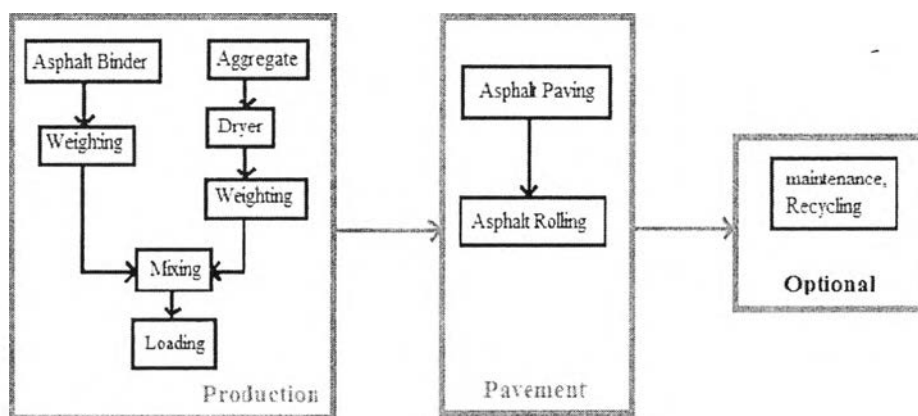 Asphalt Binder
Aggregate
Dryer
Weighting
Weighting
Mixing
Loading
Production
Asphalt Paving
Asphalt Rolling
Pavement
maintenance,
Recycling
Optional